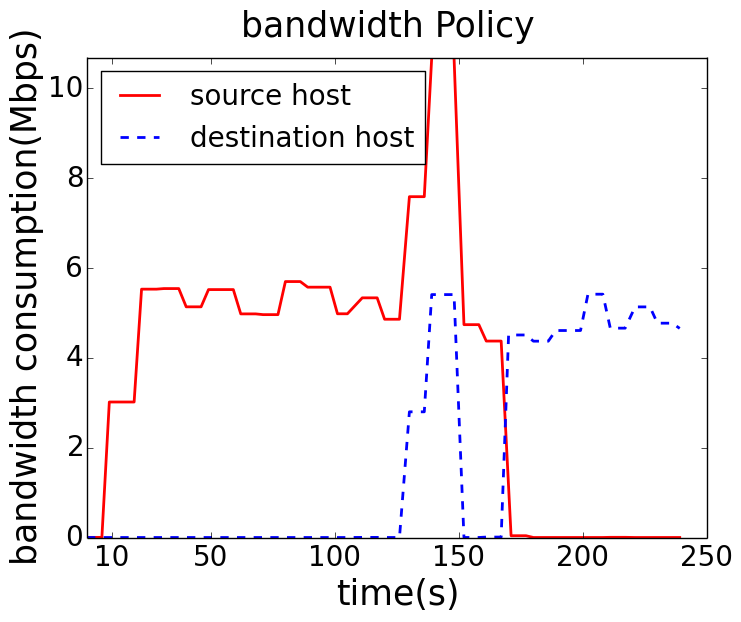 bandwidth Policy
bandwidth consumption(Mbps)
10
8
6
4
2
0
source host
destination host
10 50 100 150 200 250
time(s)